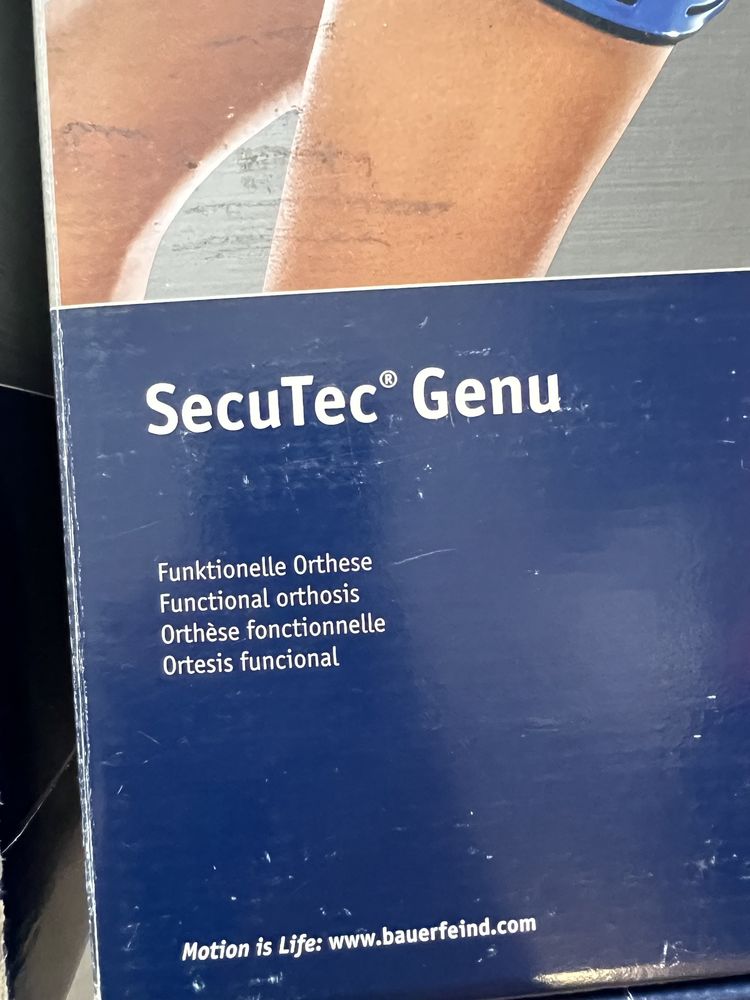 SecuTec® Genu
Funktionelle Orthese
Functional orthosis
Orthèse fonctionnelle
Ortesis funcional
Motion is Life: www.bauerfeind.com